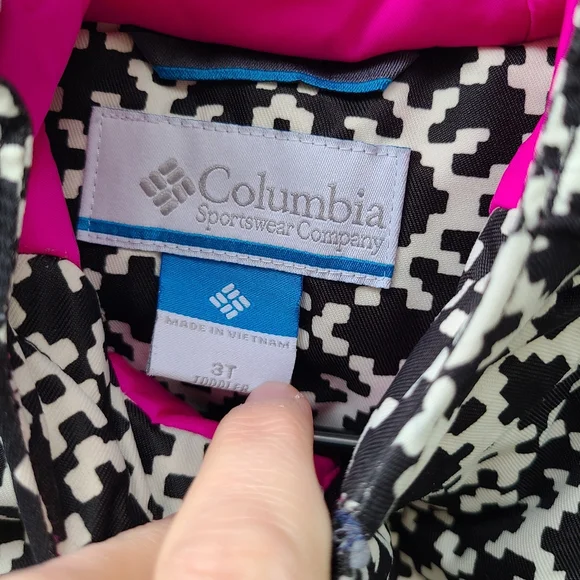 Columbia
Sportswear Company
MADE IN VIETNAM
3T
TODDLER